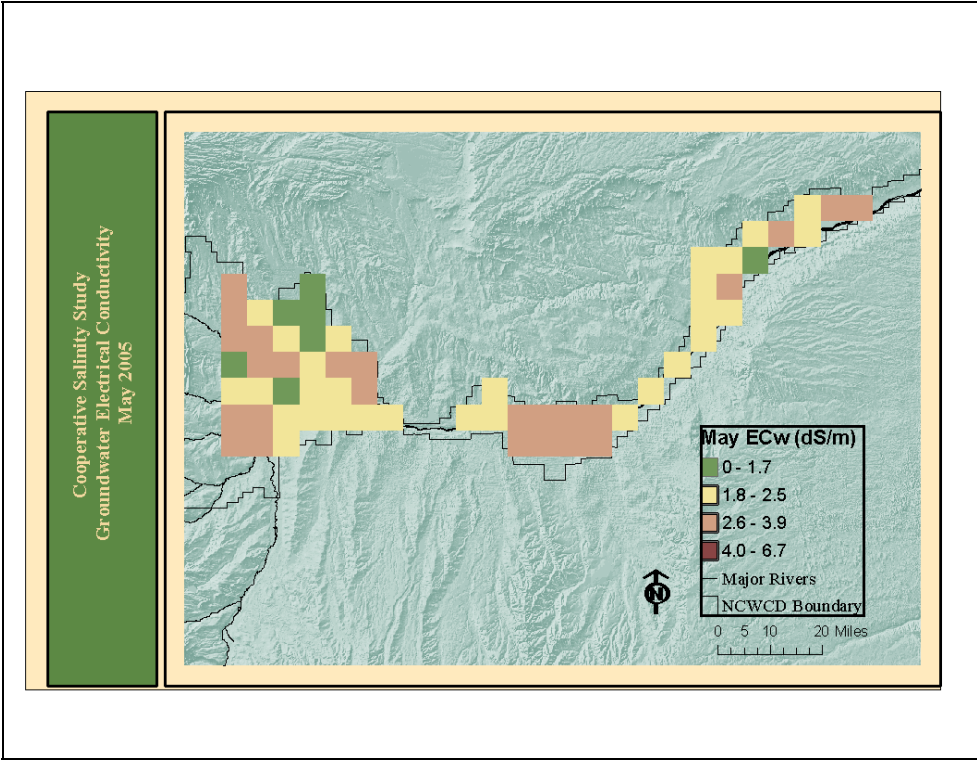 Cooperative Salinity Study
Groundwater Electrical Conductivity
May 2005
May ECw (dS/m)
0 - 1.7
1.8 - 2.5
2.6 - 3.9
4.0 - 6.7
Major Rivers
NCWCD Boundary
N
0 5 10 20 Miles